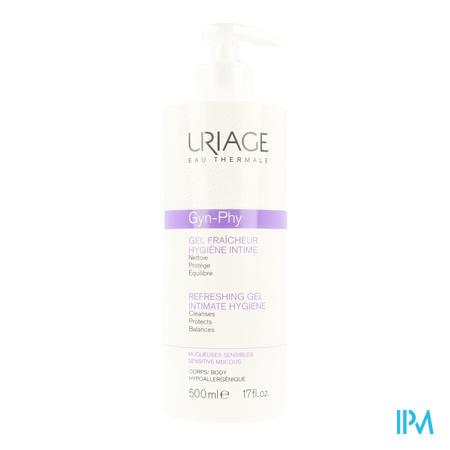 URIAGE
EAU THERMALE
Gyn-Phy
GEL FRAÎCHEUR
HYGIÈNE INTIME
Nettoie
Protège
Équilibre
REFRESHING GEL
INTIMATE HYGIENE
Cleanses
Protects
Balances
MUQUEUSES SENSIBLES
SENSITIVE MUCOUS
CORPS/ BODY
HYPOALLERGÉNIQUE
500ml℮ 17fl.oz.
IPM